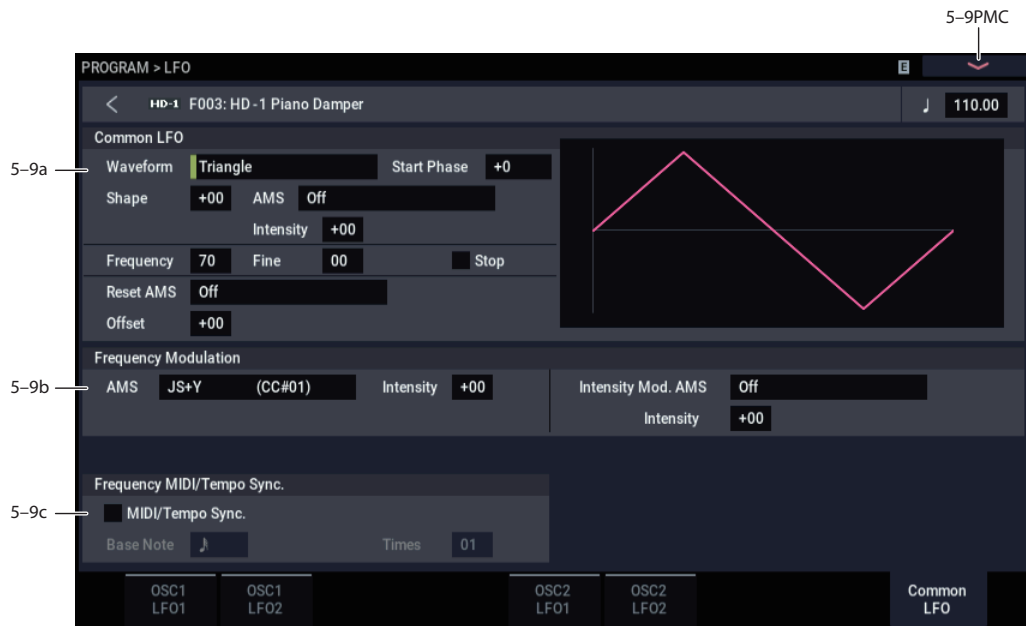 5–9PMC
PROGRAM > LFO E
HD-1 F003: HD-1 Piano Damper ♩ 110.00
Common LFO
5–9a Waveform Triangle Start Phase +0
Shape +00 AMS Off
Intensity +00
Frequency 70 Fine 00 Stop
Reset AMS Off
Offset +00
Frequency Modulation
5–9b AMS JS+Y (CC#01) Intensity +00 Intensity Mod. AMS Off
Intensity +00
Frequency MIDI/Tempo Sync.
5–9c MIDI/Tempo Sync.
Base Note Times 01
OSC1 LFO1 OSC1 LFO2 OSC2 LFO1 OSC2 LFO2 Common LFO